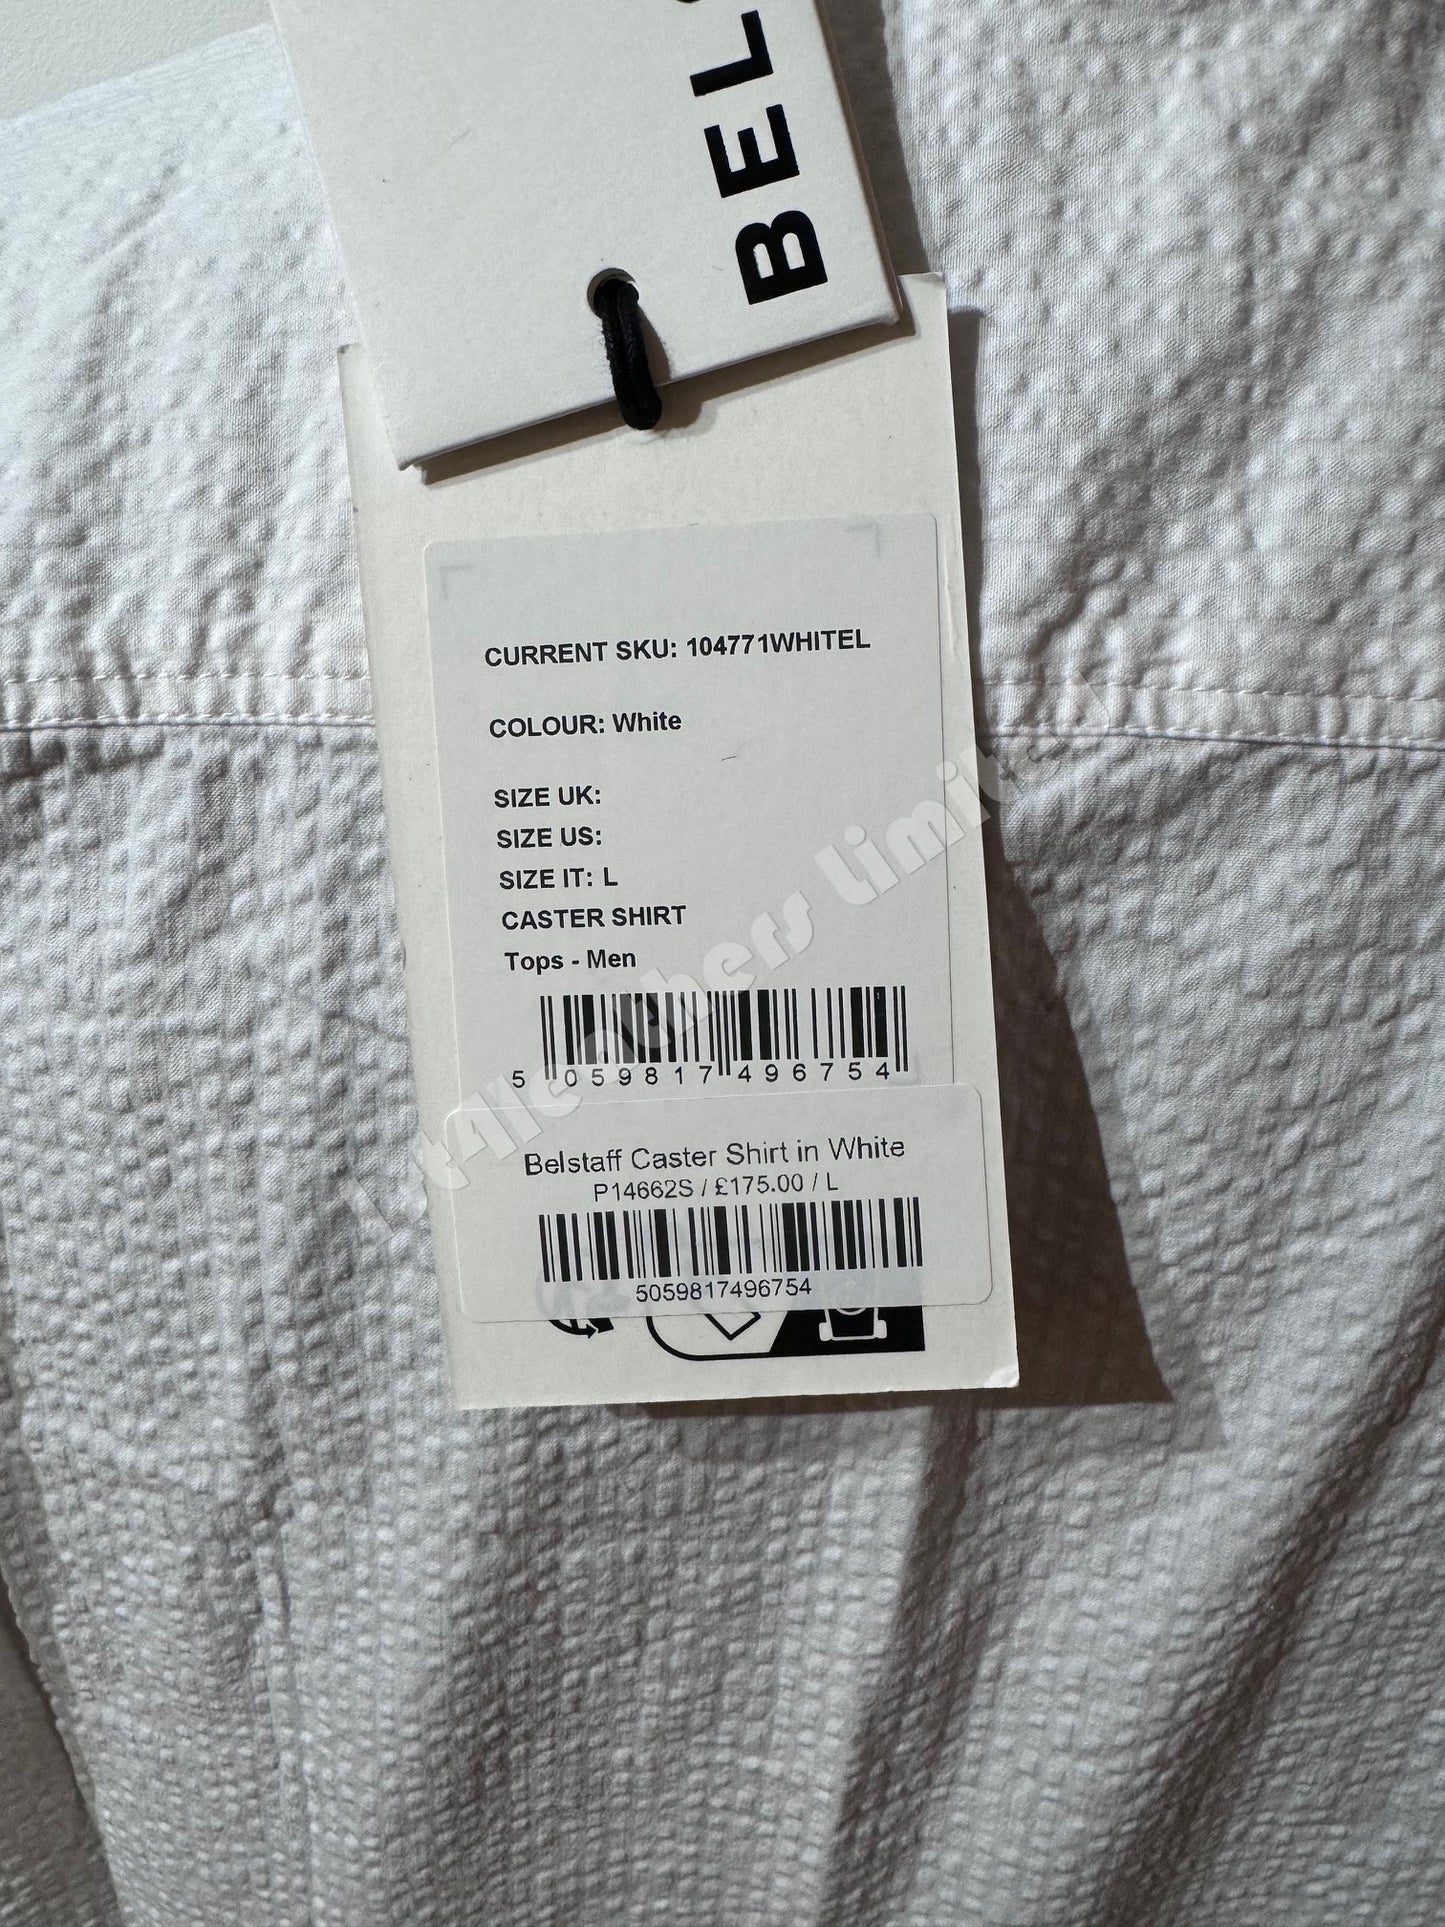 BEL
CURRENT SKU: 104771WHITEL
COLOUR: White
SIZE UK:
SIZE US:
SIZE IT: L
CASTER SHIRT
Tops - Men
5 059817 496754
Belstaff Caster Shirt in White
P14662S / £175.00 / L
5059817496754